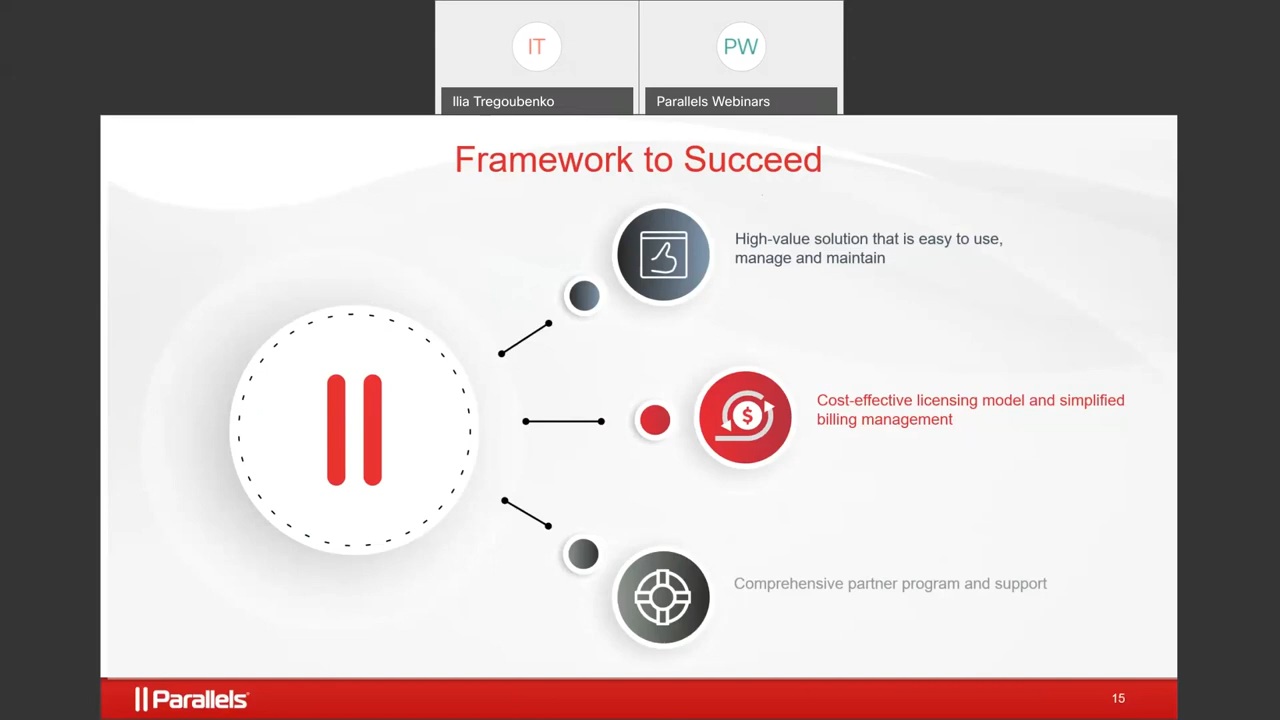 IT
PW
Ilia Tregoubenko
Parallels Webinars
Framework to Succeed
High-value solution that is easy to use,
manage and maintain
$
Cost-effective licensing model and simplified
billing management
Comprehensive partner program and support
Parallels®
15